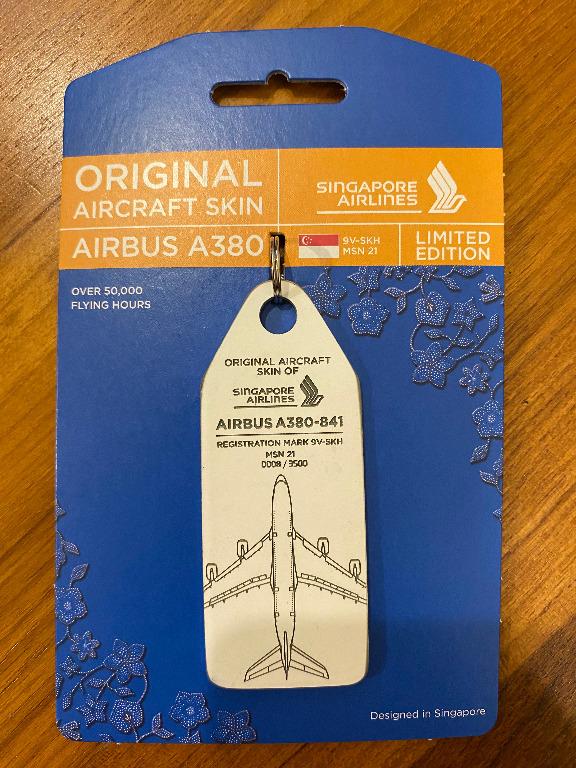 ORIGINAL
AIRCRAFT SKIN
AIRBUS A380
SINGAPORE
AIRLINES
9V-SKH
MSN 21
LIMITED
EDITION
OVER 50,000
FLYING HOURS
ORIGINAL AIRCRAFT
SKIN OF
SINGAPORE
AIRLINES
AIRBUS A380-841
REGISTRATION MARK 9V-SKH
MSN 21
0008 / 3500
Designed in Singapore